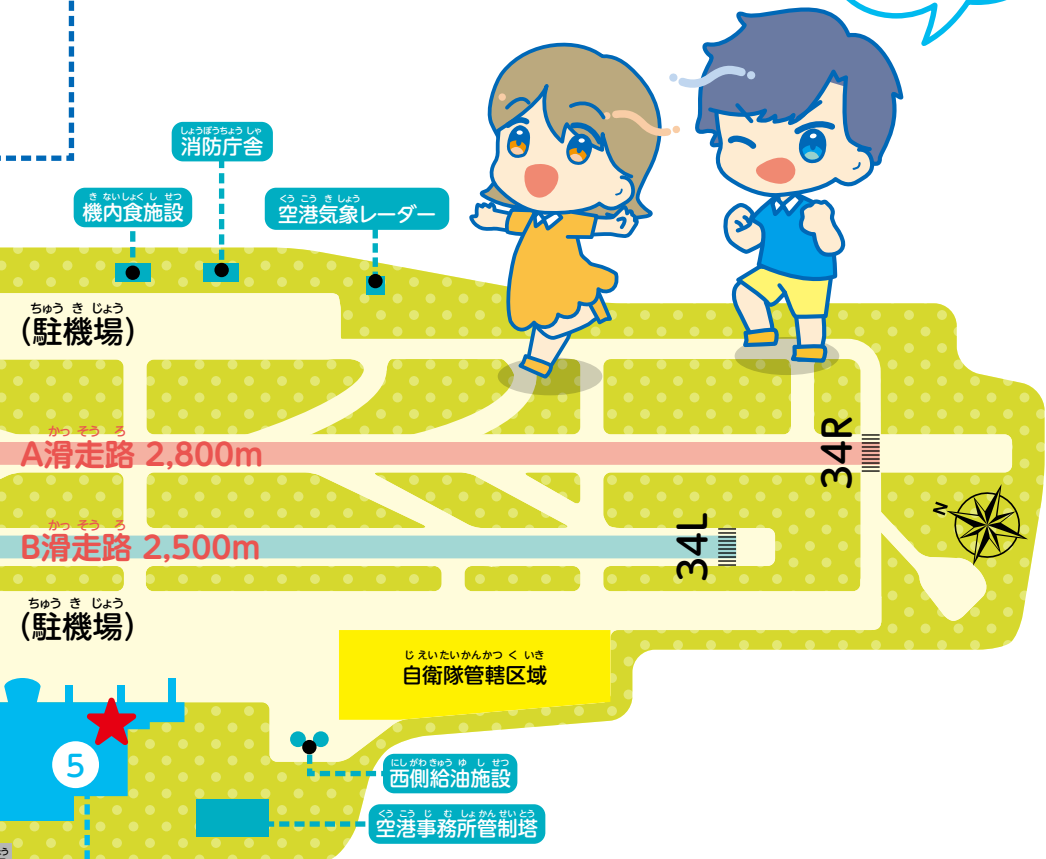 しょうぼうちょうしゃ
消防庁舎
きないしょくしせつ
機内食施設
くうこうきしょう
空港気象レーダー
ちゅうきじょう
(駐機場)
かっそうろ
A滑走路 2,800m
34R
N
かっそうろ
B滑走路 2,500m
34L
ちゅうきじょう
(駐機場)
じえいたいかんかつくいき
自衛隊管轄区域
5
にしがわきゅうゆしせつ
西側給油施設
くうこうじむしょかんせいとう
空港事務所管制塔